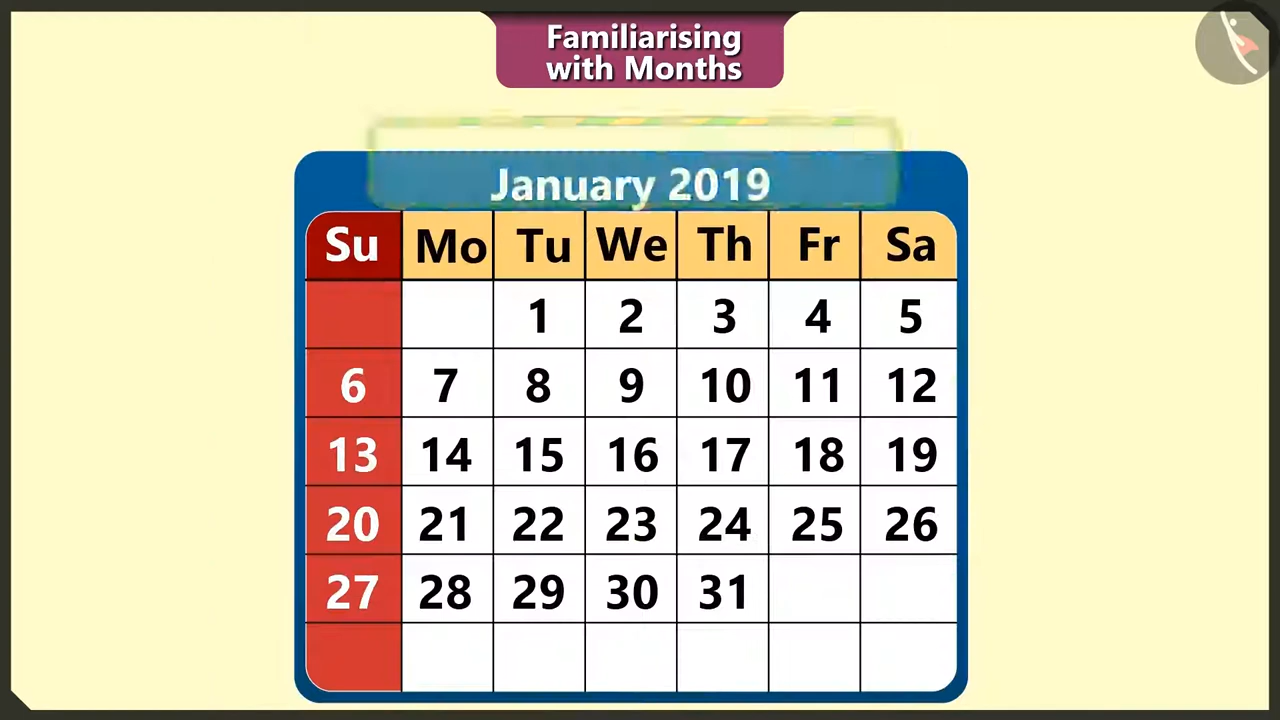 Familiarising
with Months
January 2019
Su Mo Tu We Th Fr Sa
1 2 3 4 5
6 7 8 9 10 11 12
13 14 15 16 17 18 19
20 21 22 23 24 25 26
27 28 29 30 31